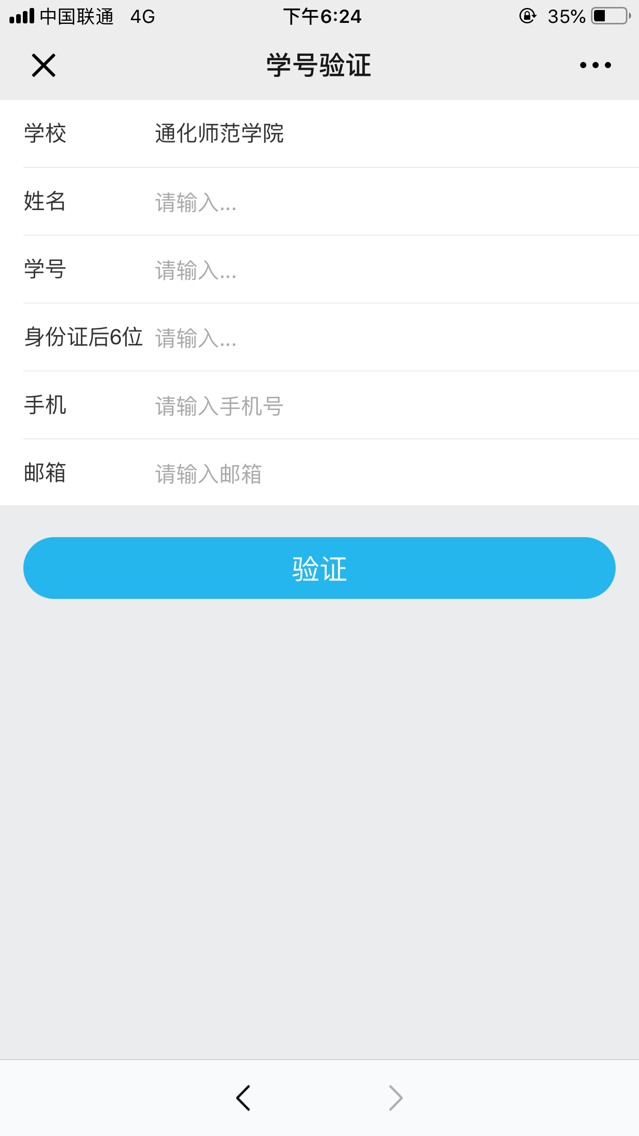 中国联通 4G 下午6:24 35%
学号验证
学校 通化师范学院
姓名 请输入...
学号 请输入...
身份证后6位 请输入...
手机 请输入手机号
邮箱 请输入邮箱
验证